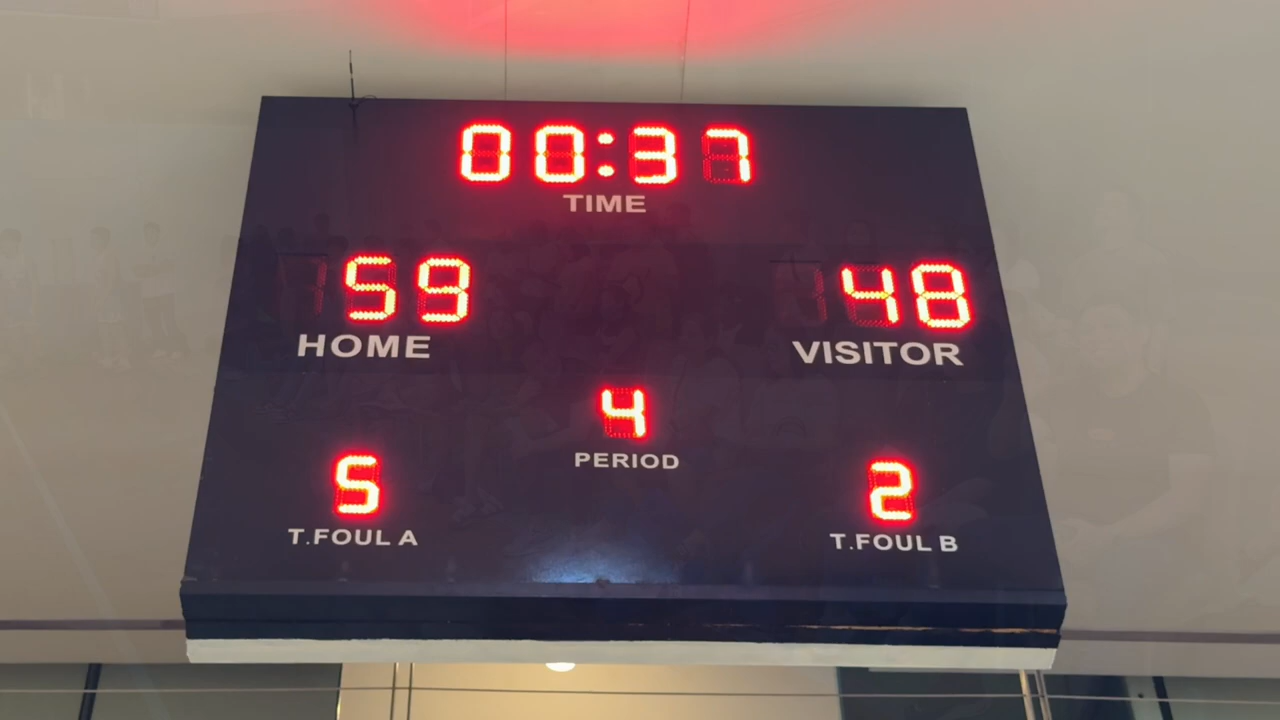 00:37
TIME
59 48
HOME VISITOR
4
PERIOD
5 2
T.FOUL A T.FOUL B